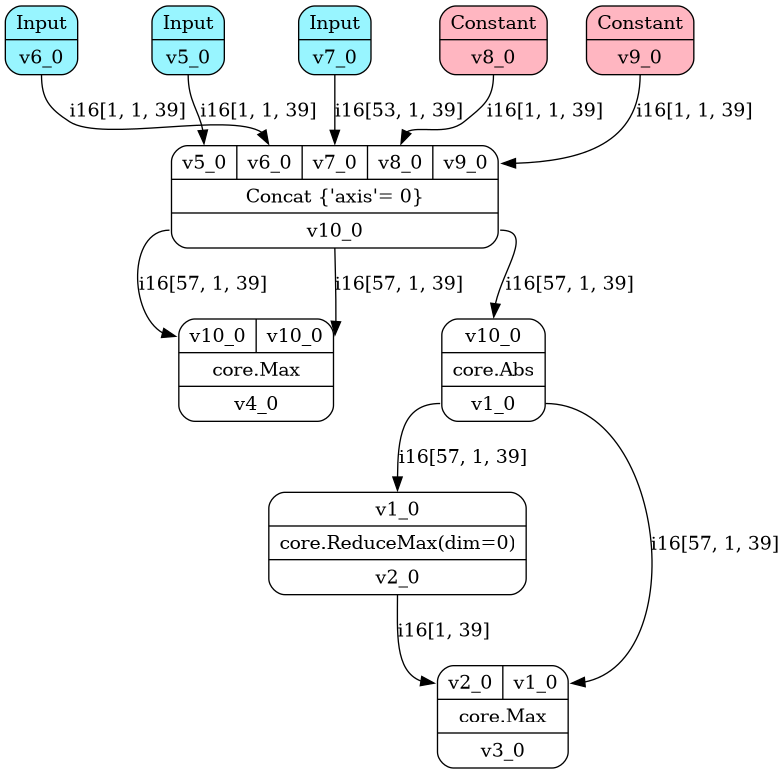 Input
v6_0
Input
v5_0
Input
v7_0
Constant
v8_0
Constant
v9_0
i16[1, 1, 39]
i16[1, 1, 39]
i16[53, 1, 39]
i16[1, 1, 39]
i16[1, 1, 39]
v5_0 v6_0 v7_0 v8_0 v9_0
Concat {'axis'= 0}
v10_0
i16[57, 1, 39]
i16[57, 1, 39]
i16[57, 1, 39]
v10_0 v10_0
core.Max
v4_0
v10_0
core.Abs
v1_0
i16[57, 1, 39]
i16[57, 1, 39]
v1_0
core.ReduceMax(dim=0)
v2_0
i16[1, 39]
v2_0 v1_0
core.Max
v3_0